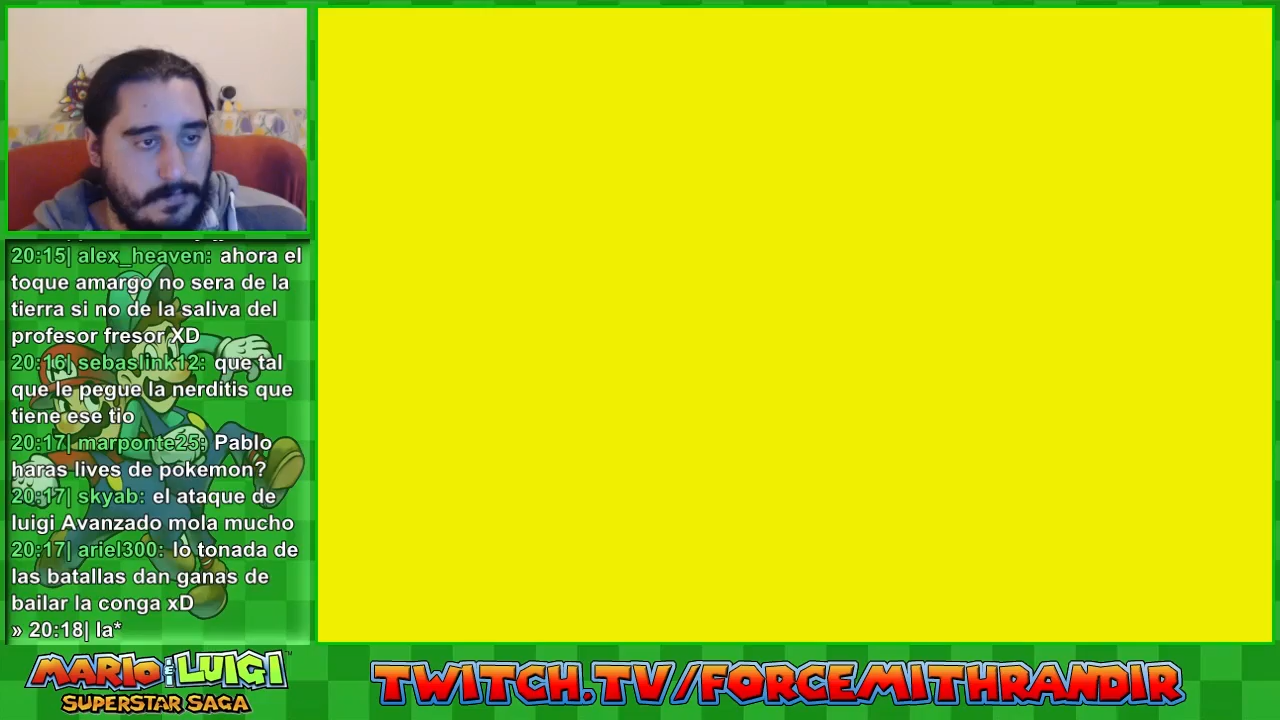 20:15| alex_heaven: ahora el
toque amargo no sera de la
tierra si no de la saliva del
profesor fresor XD
20:16| sebaslink12: que tal
que le pegue la nerditis que
tiene ese tio
20:17| marponte25: Pablo
haras lives de pokemon?
20:17| skyab: el ataque de
luigi Avanzado mola mucho
20:17| ariel300: lo tonada de
las batallas dan ganas de
bailar la conga xD
» 20:18| la*
MARIO & LUIGI™
SUPERSTAR SAGA
TWITCH.TV/FORCEMITHRANDIR